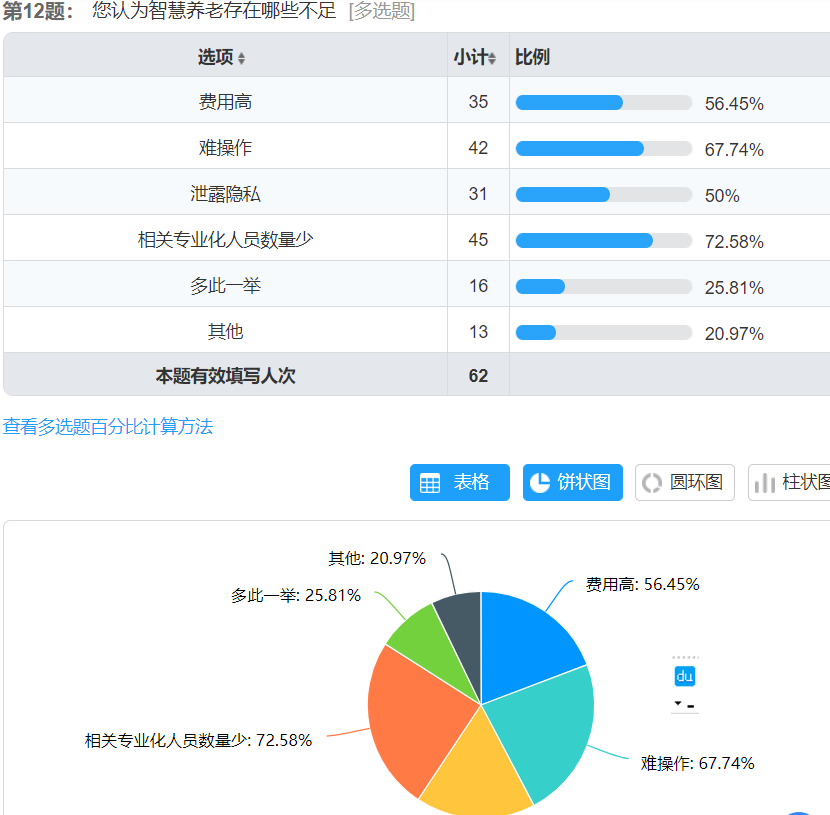 第12题： 您认为智慧养老存在哪些不足 [多选题]
选项 小计 比例
费用高 35 56.45%
难操作 42 67.74%
泄露隐私 31 50%
相关专业化人员数量少 45 72.58%
多此一举 16 25.81%
其他 13 20.97%
本题有效填写人次 62
查看多选题百分比计算方法
表格 饼状图 圆环图 柱状图
其他: 20.97%
费用高: 56.45%
多此一举: 25.81%
du
相关专业化人员数量少: 72.58%
难操作: 67.74%